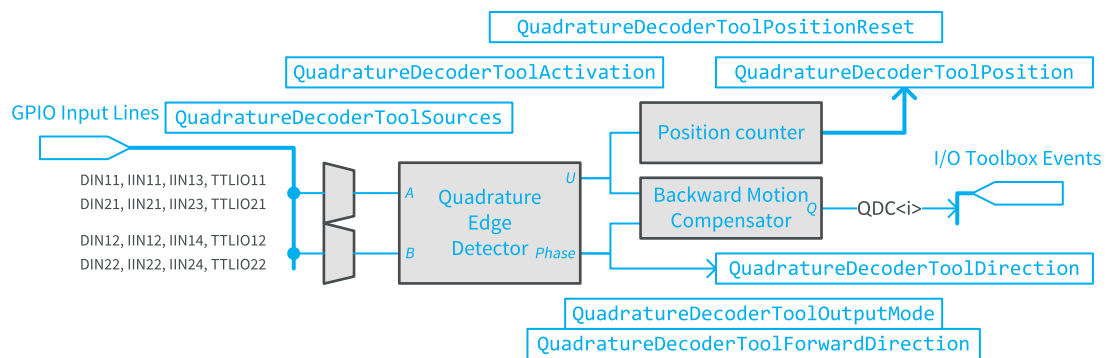 QuadratureDecoderToolPositionReset
QuadratureDecoderToolActivation
QuadratureDecoderToolPosition
GPIO Input Lines
QuadratureDecoderToolSources
Position counter
I/O Toolbox Events
DIN11, IIN11, IIN13, TTLIO11
DIN21, IIN21, IIN23, TTLIO21
A
Quadrature
Edge
Detector
U
Backward Motion
Compensator
Q
QDC<i>
DIN12, IIN12, IIN14, TTLIO12
DIN22, IIN22, IIN24, TTLIO22
B
Phase
QuadratureDecoderToolDirection
QuadratureDecoderToolOutputMode
QuadratureDecoderToolForwardDirection